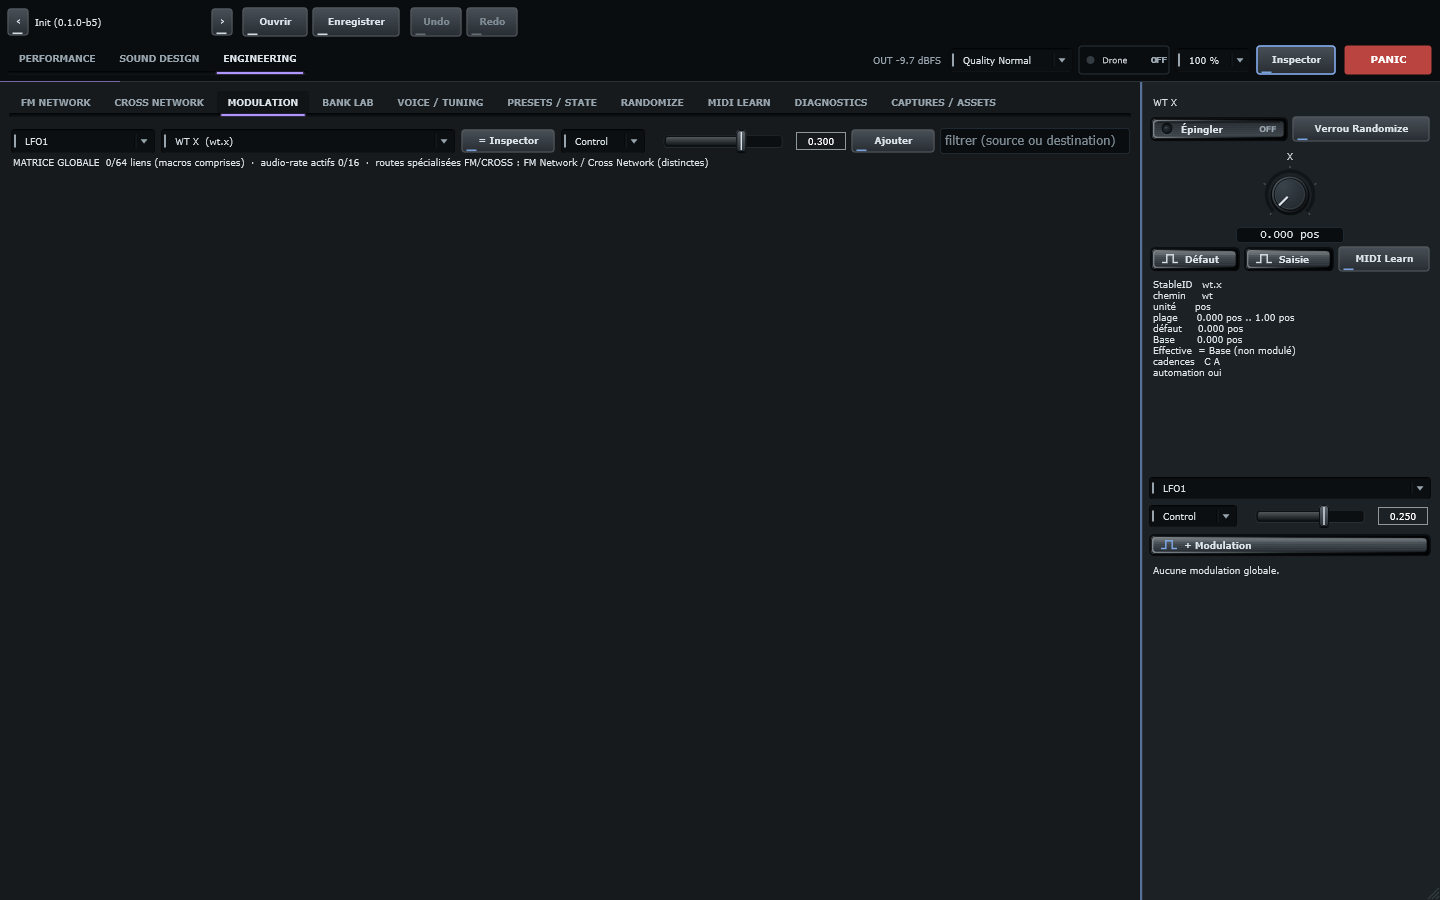 < Init (0.1.0-b5) > Ouvrir Enregistrer Undo Redo
PERFORMANCE SOUND DESIGN ENGINEERING OUT -9.7 dBFS Quality Normal Drone OFF 100 % Inspector PANIC
FM NETWORK CROSS NETWORK MODULATION BANK LAB VOICE / TUNING PRESETS / STATE RANDOMIZE MIDI LEARN DIAGNOSTICS CAPTURES / ASSETS
LFO1 WT X (wt.x) = Inspector Control 0.300 Ajouter filtrer (source ou destination)
MATRICE GLOBALE 0/64 liens (macros comprises) · audio-rate actifs 0/16 · routes spécialisées FM/CROSS : FM Network / Cross Network (distinctes)
WT X
Épingler OFF Verrou Randomize
X
0.000 pos
Défaut Saisie MIDI Learn
StableID wt.x
chemin wt
unité pos
plage 0.000 pos .. 1.00 pos
défaut 0.000 pos
Base 0.000 pos
Effective = Base (non modulé)
cadences C A
automation oui
LFO1
Control 0.250
+ Modulation
Aucune modulation globale.